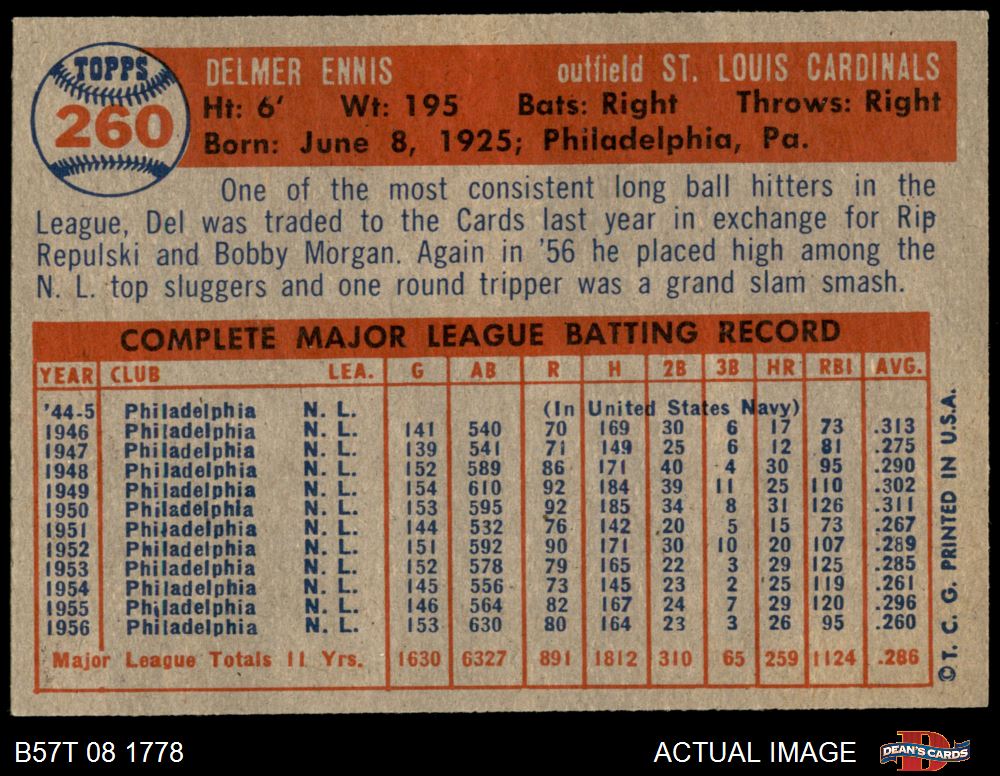 TOPPS
260
DELMER ENNIS outfield ST. LOUIS CARDINALS
Ht: 6' Wt: 195 Bats: Right Throws: Right
Born: June 8, 1925; Philadelphia, Pa.
One of the most consistent long ball hitters in the
League, Del was traded to the Cards last year in exchange for Rip
Repulski and Bobby Morgan. Again in '56 he placed high among the
N. L. top sluggers and one round tripper was a grand slam smash.
COMPLETE MAJOR LEAGUE BATTING RECORD
YEAR CLUB LEA. G AB R H 2B 3B HR RBI AVG.
'44-5 Philadelphia N. L. (In United States Navy)
1946 Philadelphia N. L. 141 540 70 169 30 6 17 73 .313
1947 Philadelphia N. L. 139 541 71 149 25 6 12 81 .275
1948 Philadelphia N. L. 152 589 86 171 40 4 30 95 .290
1949 Philadelphia N. L. 154 610 92 184 39 11 25 110 .302
1950 Philadelphia N. L. 153 595 92 185 34 8 31 126 .311
1951 Philadelphia N. L. 144 532 76 142 20 5 15 73 .267
1952 Philadelphia N. L. 151 592 90 171 30 10 20 107 .289
1953 Philadelphia N. L. 152 578 79 165 22 3 29 125 .285
1954 Philadelphia N. L. 145 556 73 145 23 2 25 119 .261
1955 Philadelphia N. L. 146 564 82 167 24 7 29 120 .296
1956 Philadelphia N. L. 153 630 80 164 23 3 26 95 .260
Major League Totals 11 Yrs. 1630 6327 891 1812 310 65 259 1124 .286
©T. C. G. PRINTED IN U.S.A.
B57T 08 1778 ACTUAL IMAGE
DEAN'S CARDS